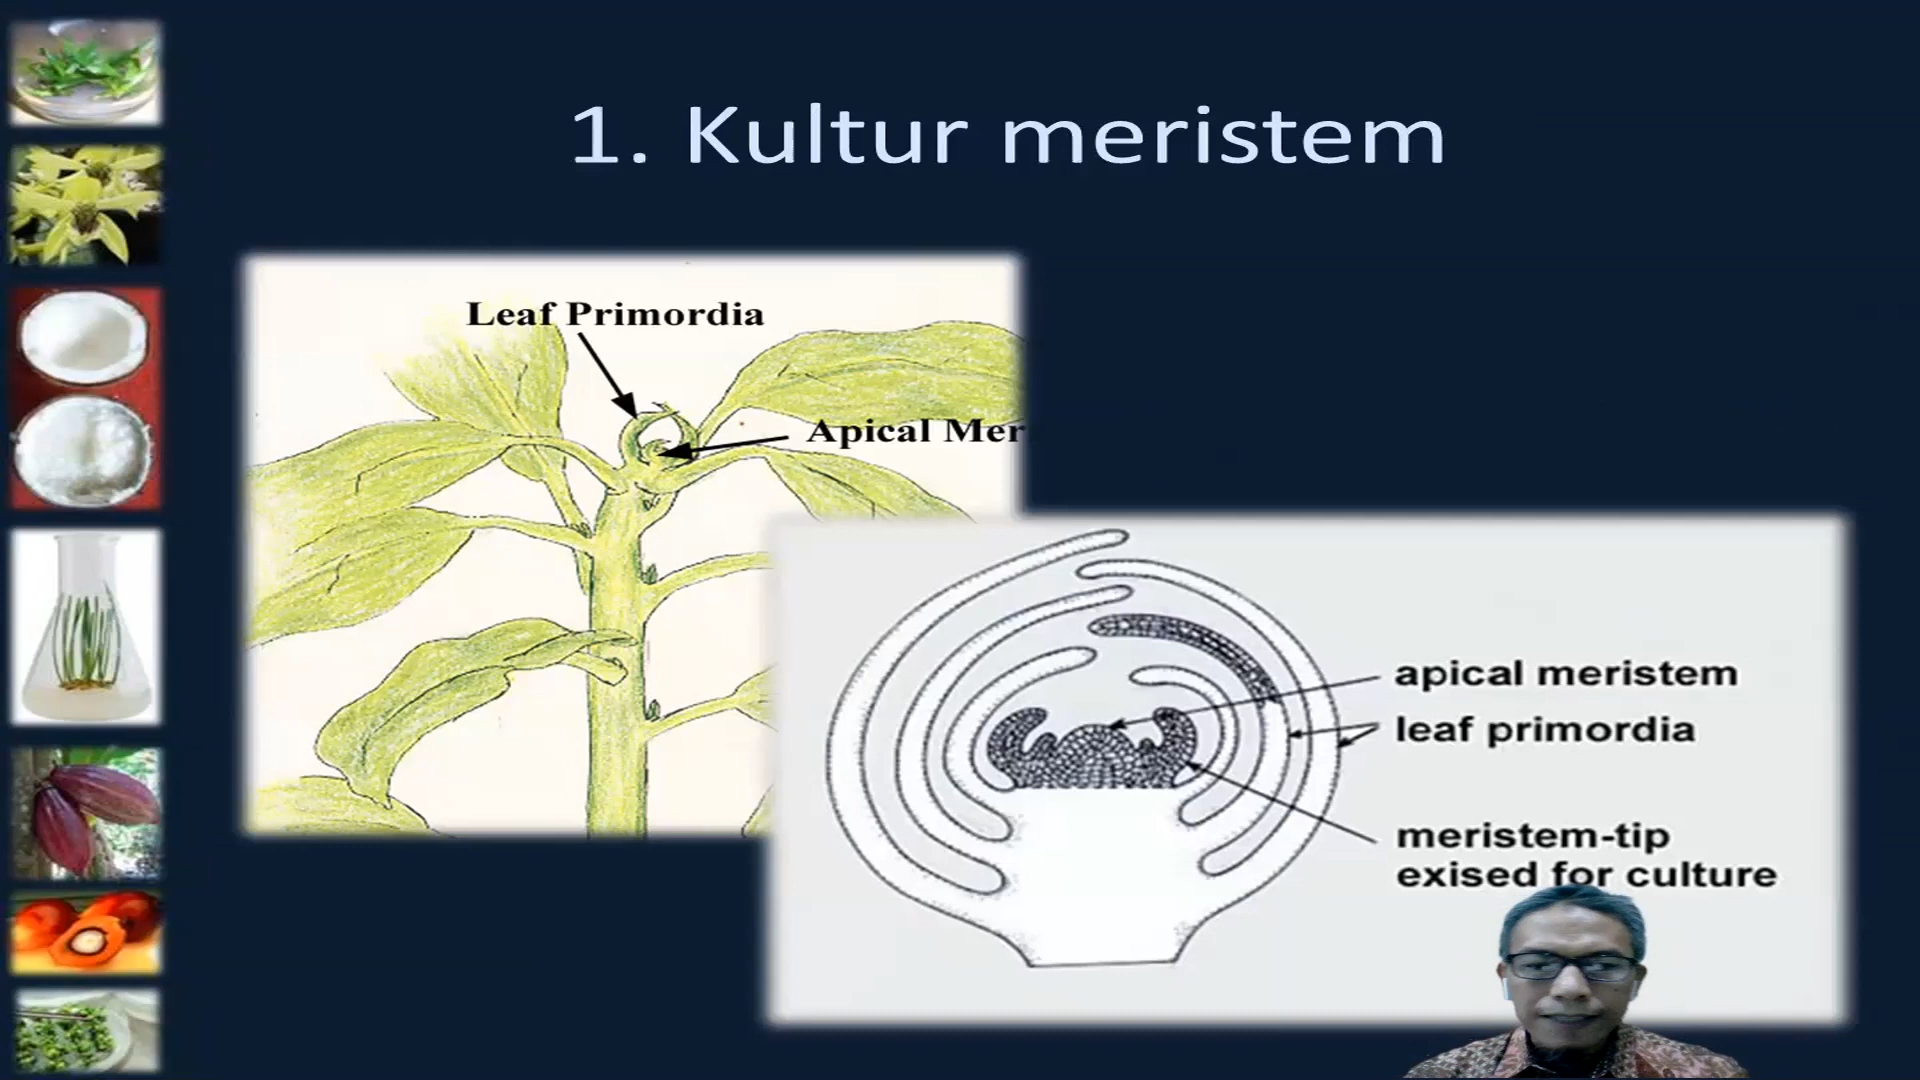 1. Kultur meristem
Leaf Primordia
Apical Mer
apical meristem
leaf primordia
meristem-tip
exised for culture